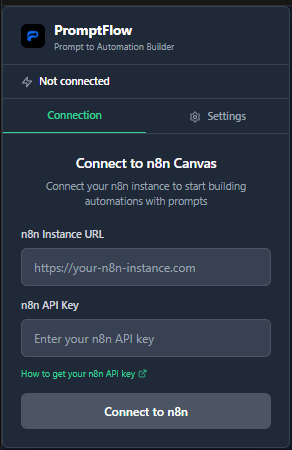 PromptFlow
Prompt to Automation Builder
Not connected
Connection
Settings
Connect to n8n Canvas
Connect your n8n instance to start building
automations with prompts
n8n Instance URL
https://your-n8n-instance.com
n8n API Key
Enter your n8n API key
How to get your n8n API key
Connect to n8n